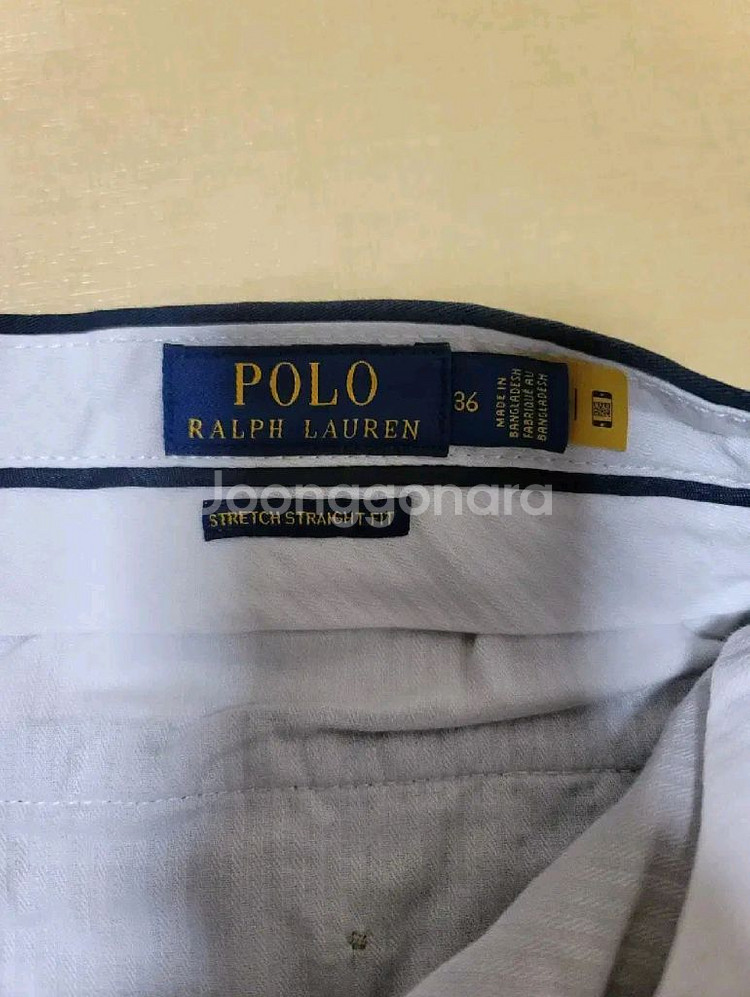 POLO
RALPH LAUREN
36
MADE IN
BANGLADESH
FABRIQUÉ AU
BANGLADESH
Joonggonara
STRETCH STRAIGHT FIT